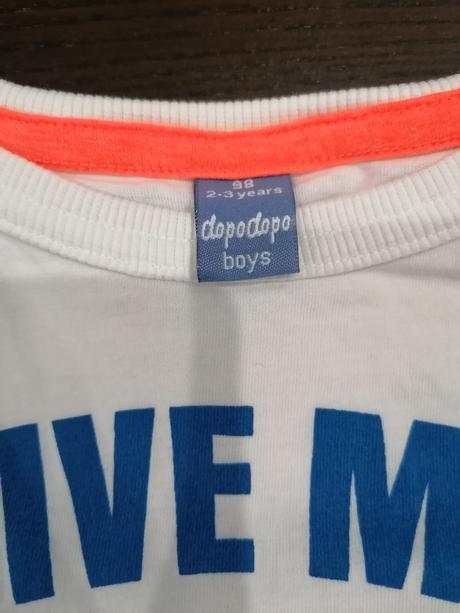 98
2-3 years
dopodopo
boys
IVE M